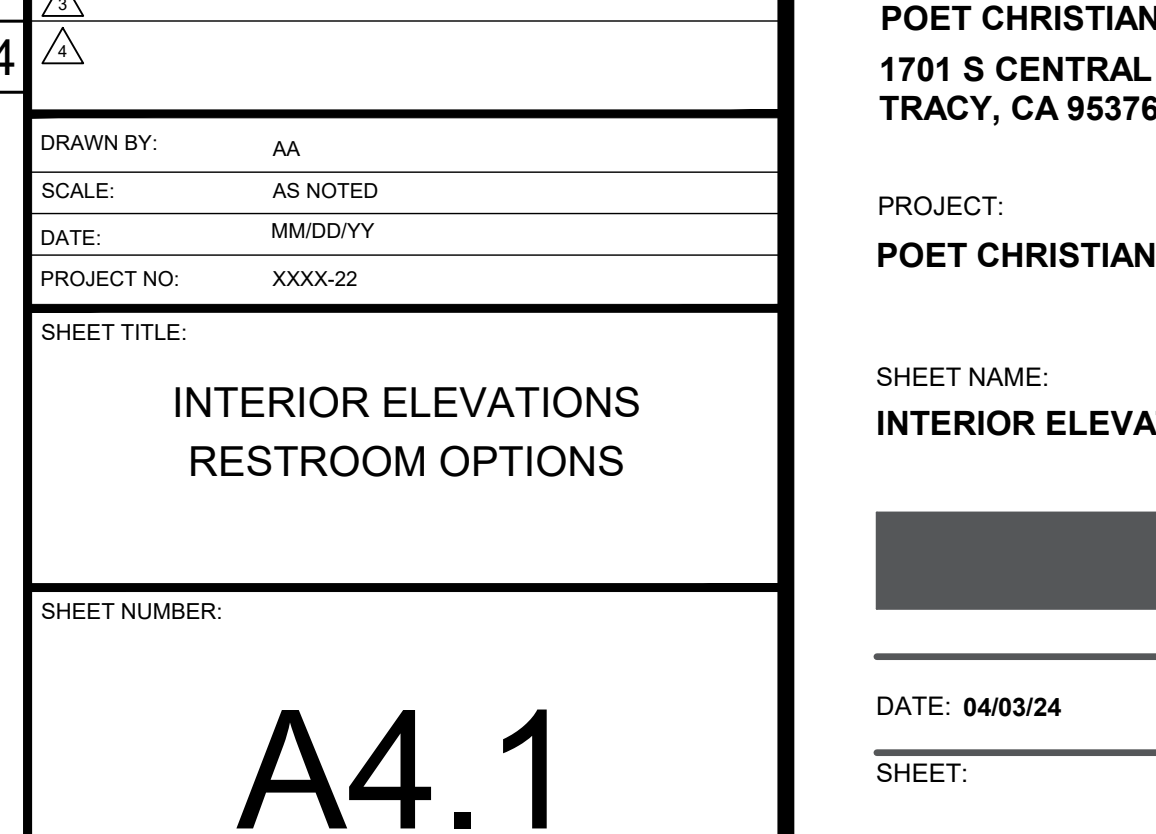 3
4
4
DRAWN BY: AA
SCALE: AS NOTED
DATE: MM/DD/YY
PROJECT NO: XXXX-22
SHEET TITLE:
INTERIOR ELEVATIONS
RESTROOM OPTIONS
SHEET NUMBER:
A4.1
POET CHRISTIAN
1701 S CENTRAL
TRACY, CA 95376
PROJECT:
POET CHRISTIAN
SHEET NAME:
INTERIOR ELEVA
DATE: 04/03/24
SHEET: